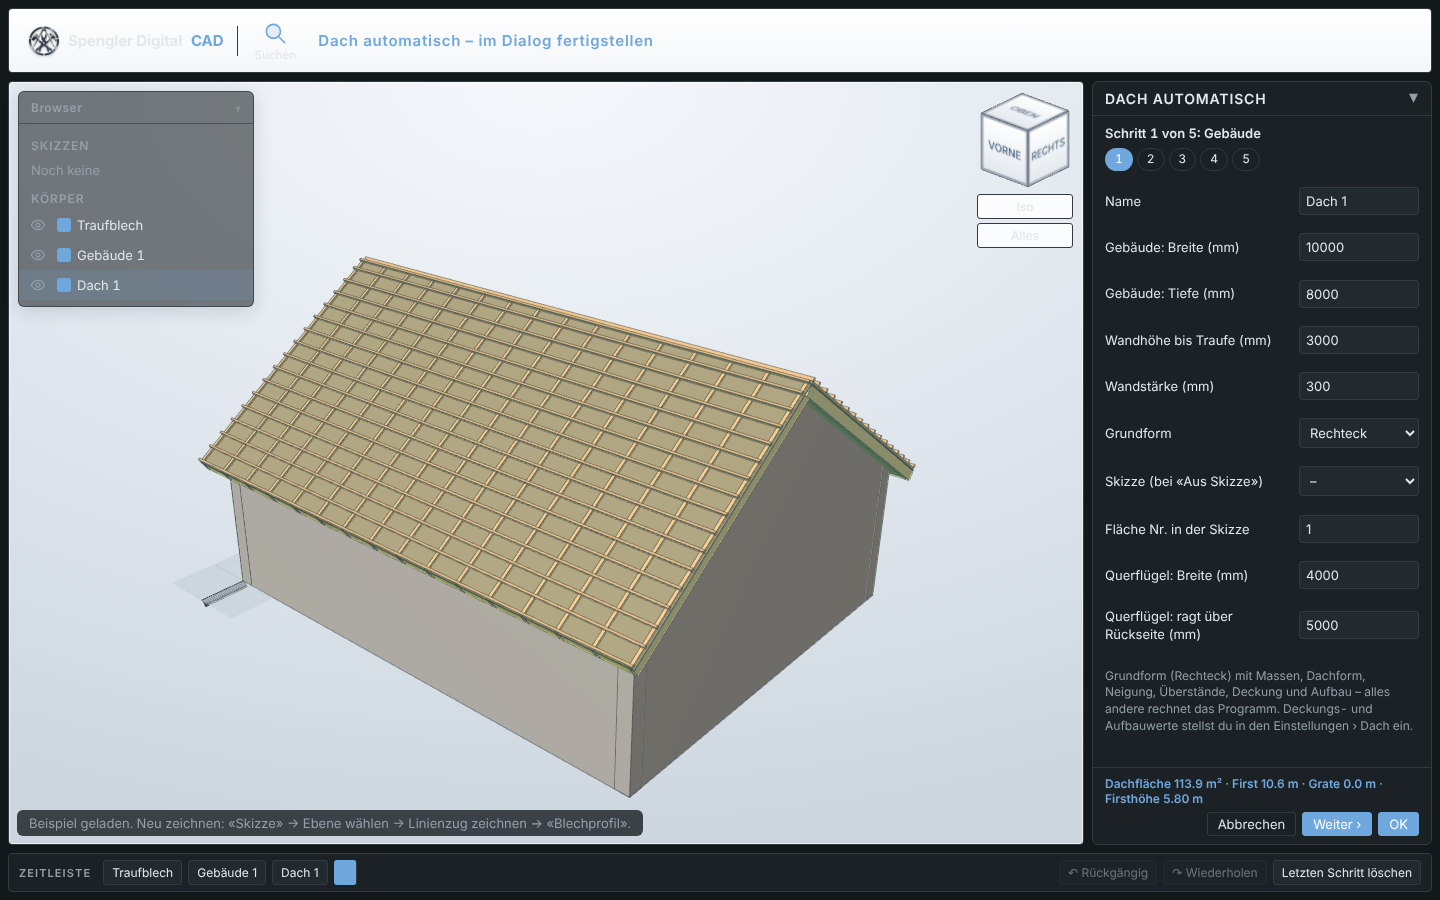 Spengler Digital CAD
Suchen
Dach automatisch – im Dialog fertigstellen
Browser
SKIZZEN
Noch keine
KÖRPER
Traufblech
Gebäude 1
Dach 1
OBEN
VORNE
RECHTS
Iso
Alles
Beispiel geladen. Neu zeichnen: «Skizze» → Ebene wählen → Linienzug zeichnen → «Blechprofil».
DACH AUTOMATISCH
Schritt 1 von 5: Gebäude
1 2 3 4 5
Name Dach 1
Gebäude: Breite (mm) 10000
Gebäude: Tiefe (mm) 8000
Wandhöhe bis Traufe (mm) 3000
Wandstärke (mm) 300
Grundform Rechteck
Skizze (bei «Aus Skizze») –
Fläche Nr. in der Skizze 1
Querflügel: Breite (mm) 4000
Querflügel: ragt über
Rückseite (mm) 5000
Grundform (Rechteck) mit Massen, Dachform,
Neigung, Überstände, Deckung und Aufbau – alles
andere rechnet das Programm. Deckungs- und
Aufbauwerte stellst du in den Einstellungen › Dach ein.
Dachfläche 113.9 m² · First 10.6 m · Grate 0.0 m ·
Firsthöhe 5.80 m
Abbrechen Weiter › OK
ZEITLEISTE Traufblech Gebäude 1 Dach 1
↶ Rückgängig ↷ Wiederholen Letzten Schritt löschen